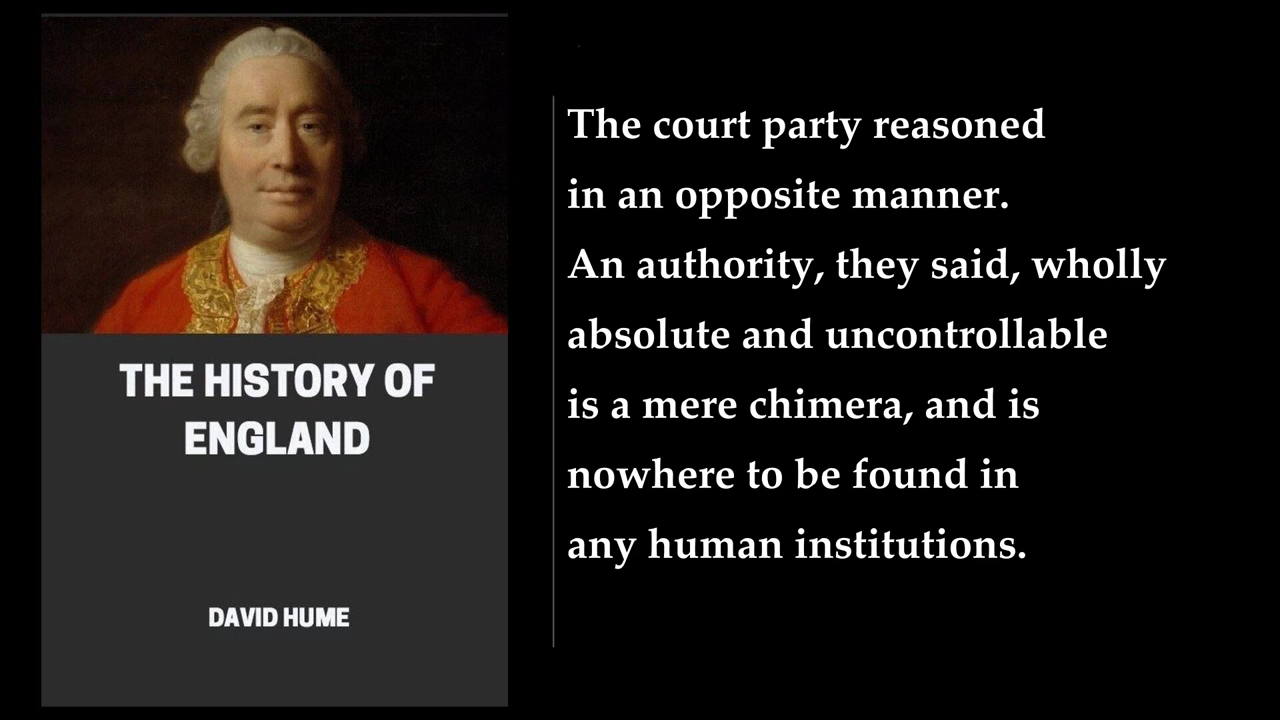 THE HISTORY OF
ENGLAND
DAVID HUME
The court party reasoned
in an opposite manner.
An authority, they said, wholly
absolute and uncontrollable
is a mere chimera, and is
nowhere to be found in
any human institutions.